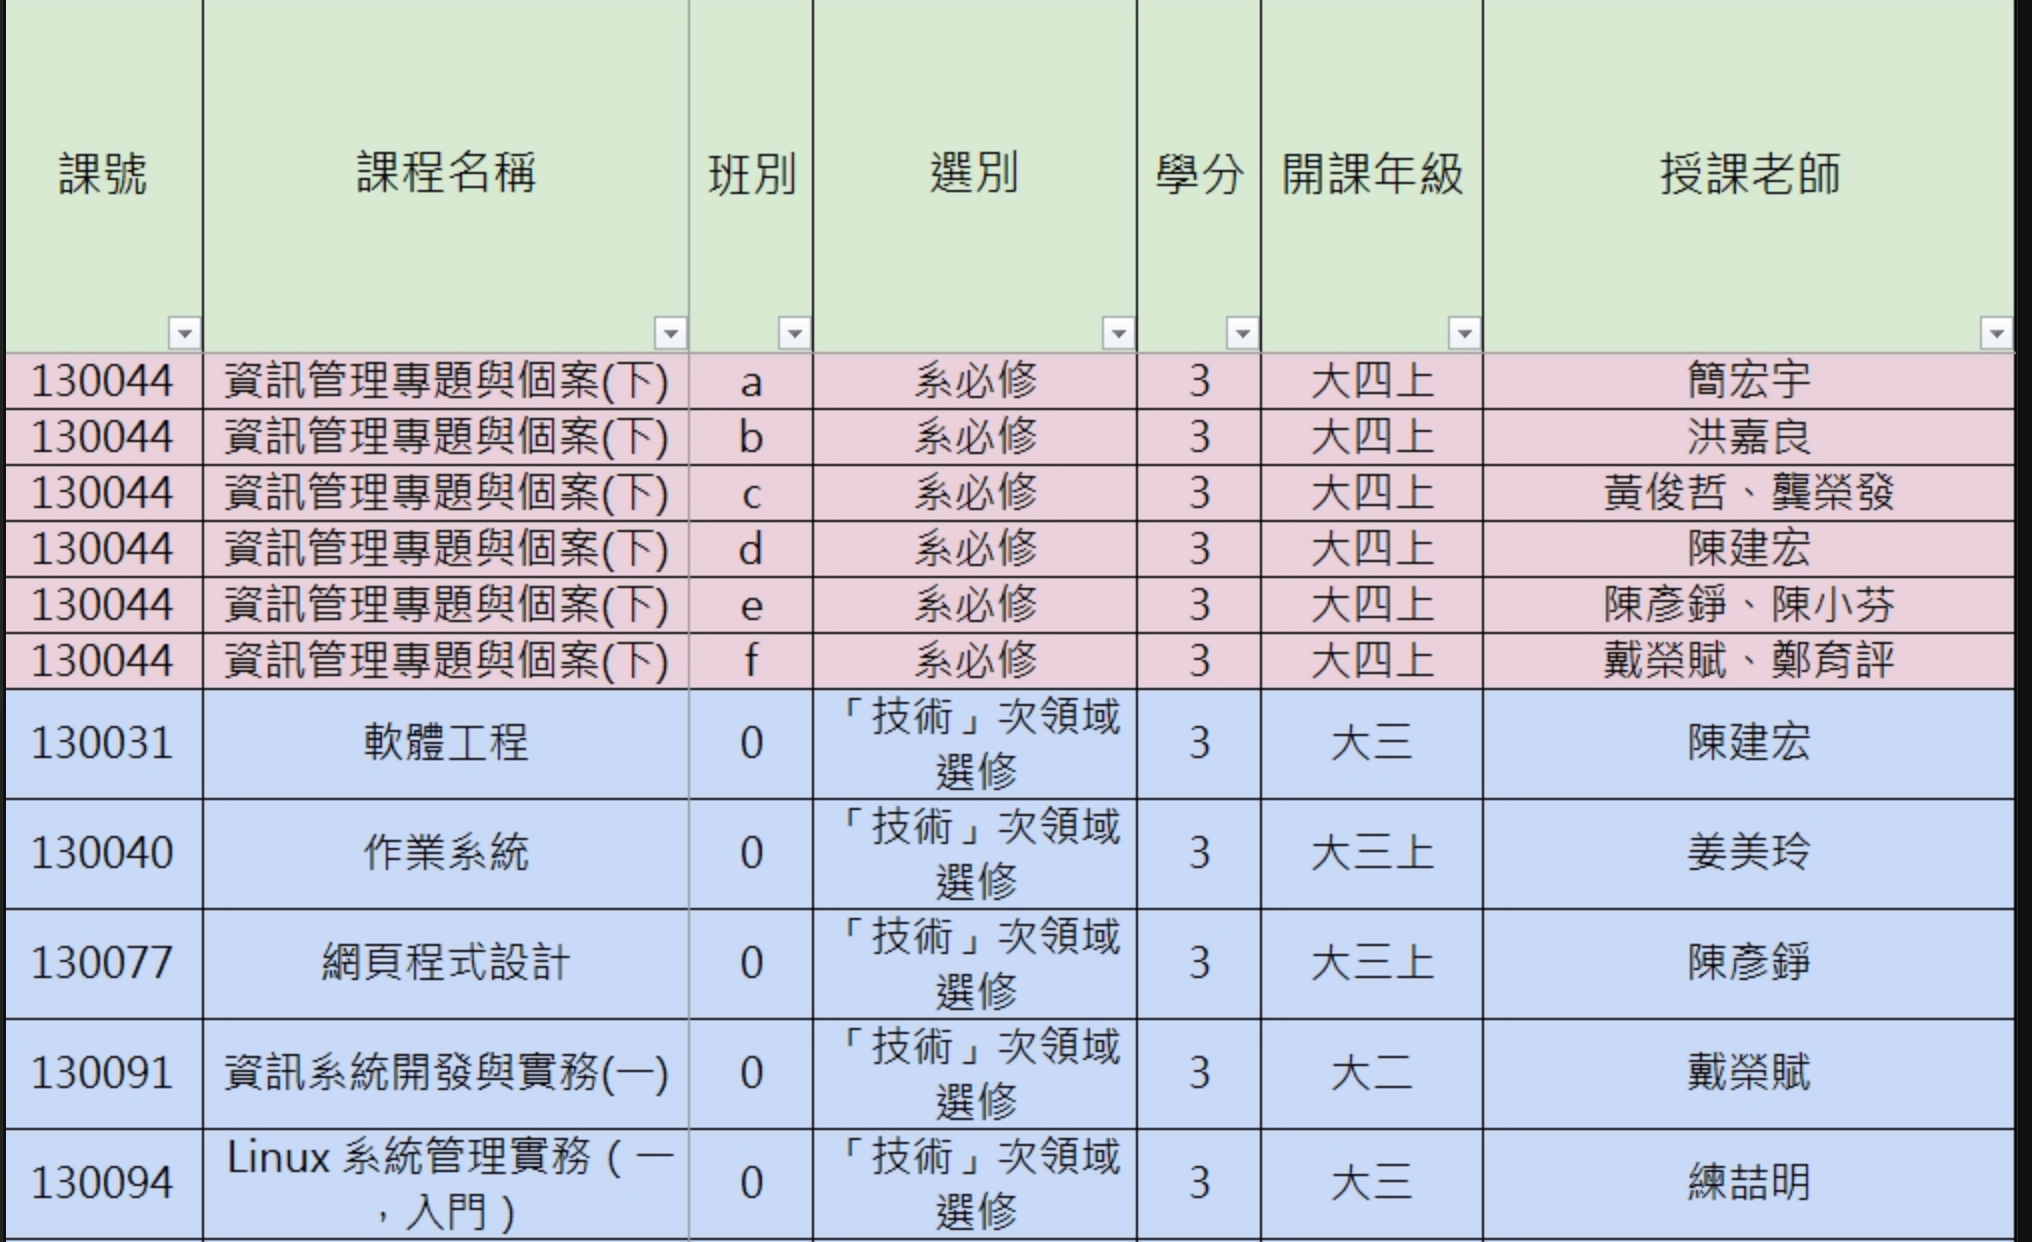 課號 課程名稱 班別 選別 學分 開課年級 授課老師
130044 資訊管理專題與個案(下) a 系必修 3 大四上 簡宏宇
130044 資訊管理專題與個案(下) b 系必修 3 大四上 洪嘉良
130044 資訊管理專題與個案(下) c 系必修 3 大四上 黃俊哲、龔榮發
130044 資訊管理專題與個案(下) d 系必修 3 大四上 陳建宏
130044 資訊管理專題與個案(下) e 系必修 3 大四上 陳彥錚、陳小芬
130044 資訊管理專題與個案(下) f 系必修 3 大四上 戴榮賦、鄭育評
130031 軟體工程 0 「技術」次領域 3 大三 陳建宏
選修
130040 作業系統 0 「技術」次領域 3 大三上 姜美玲
選修
130077 網頁程式設計 0 「技術」次領域 3 大三上 陳彥錚
選修
130091 資訊系統開發與實務(一) 0 「技術」次領域 3 大二 戴榮賦
選修
130094 Linux 系統管理實務（一 0 「技術」次領域 3 大三 練喆明
，入門） 選修